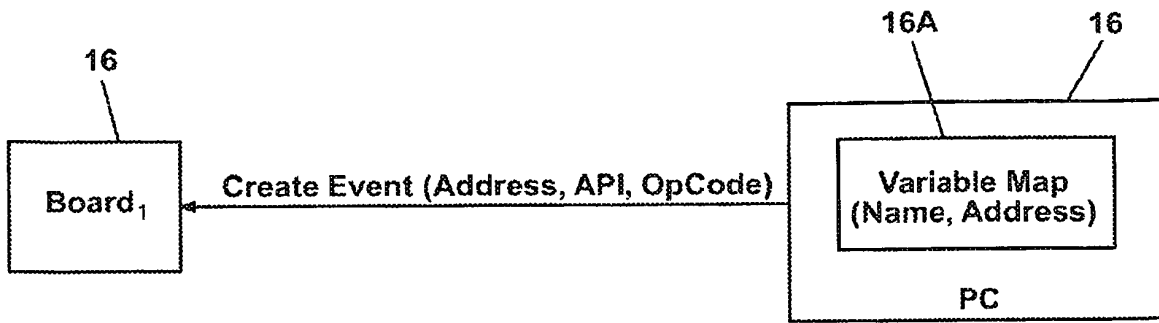 16A
16
16
Board₁
Create Event (Address, API, OpCode)
Variable Map
(Name, Address)
PC